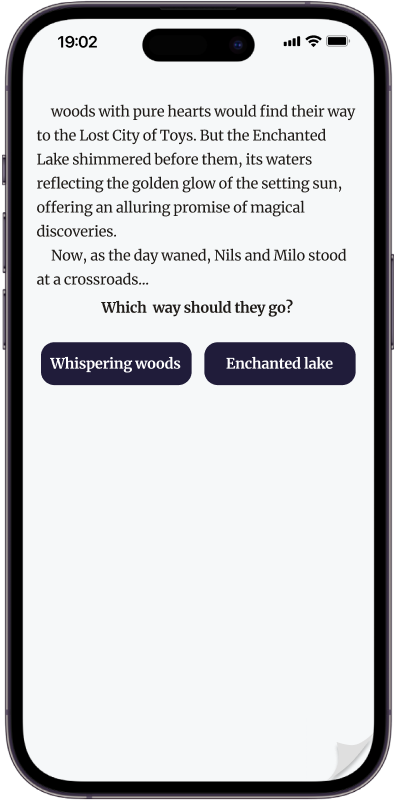 19:02
woods with pure hearts would find their way
to the Lost City of Toys. But the Enchanted
Lake shimmered before them, its waters
reflecting the golden glow of the setting sun,
offering an alluring promise of magical
discoveries.
Now, as the day waned, Nils and Milo stood
at a crossroads...
Which way should they go?
Whispering woods
Enchanted lake